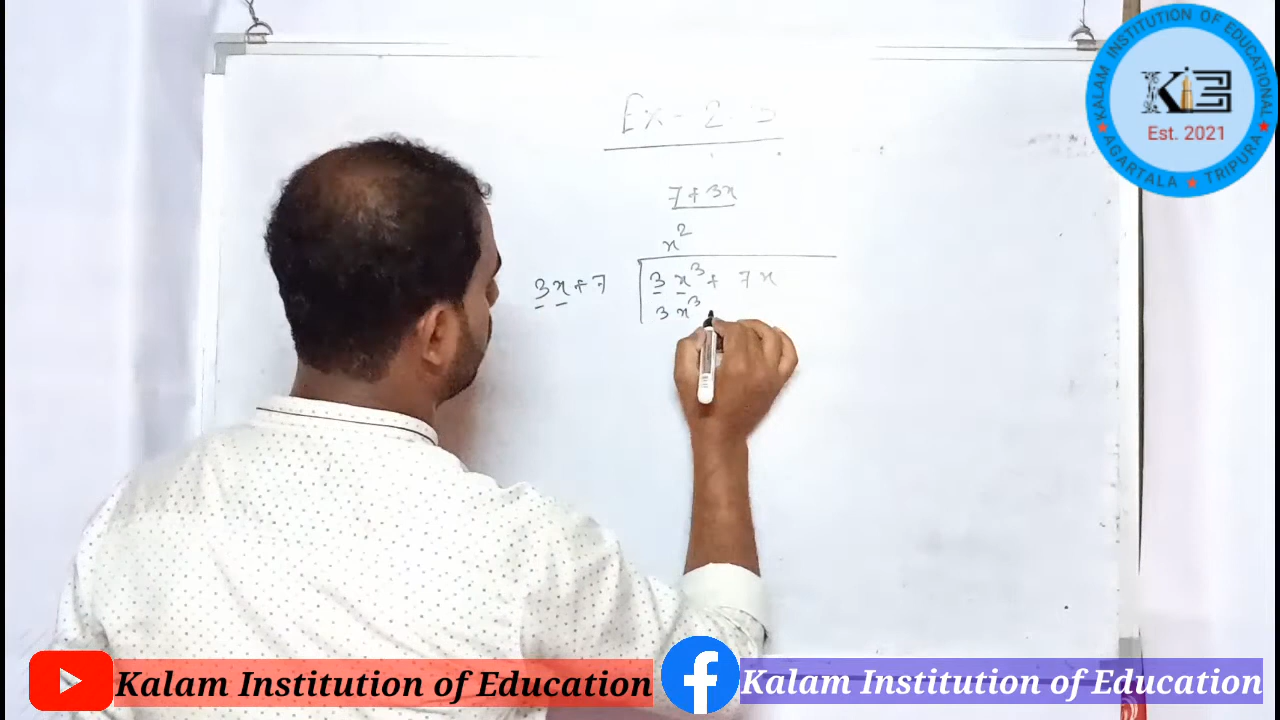 Ex - 2.3
7 + 3x
x²
3x + 7
3x³ + 7x
3x³
KALAM INSTITUTION OF EDUCATIONAL
KIE
Est. 2021
AGARTALA ★ TRIPURA
Kalam Institution of Education
Kalam Institution of Education